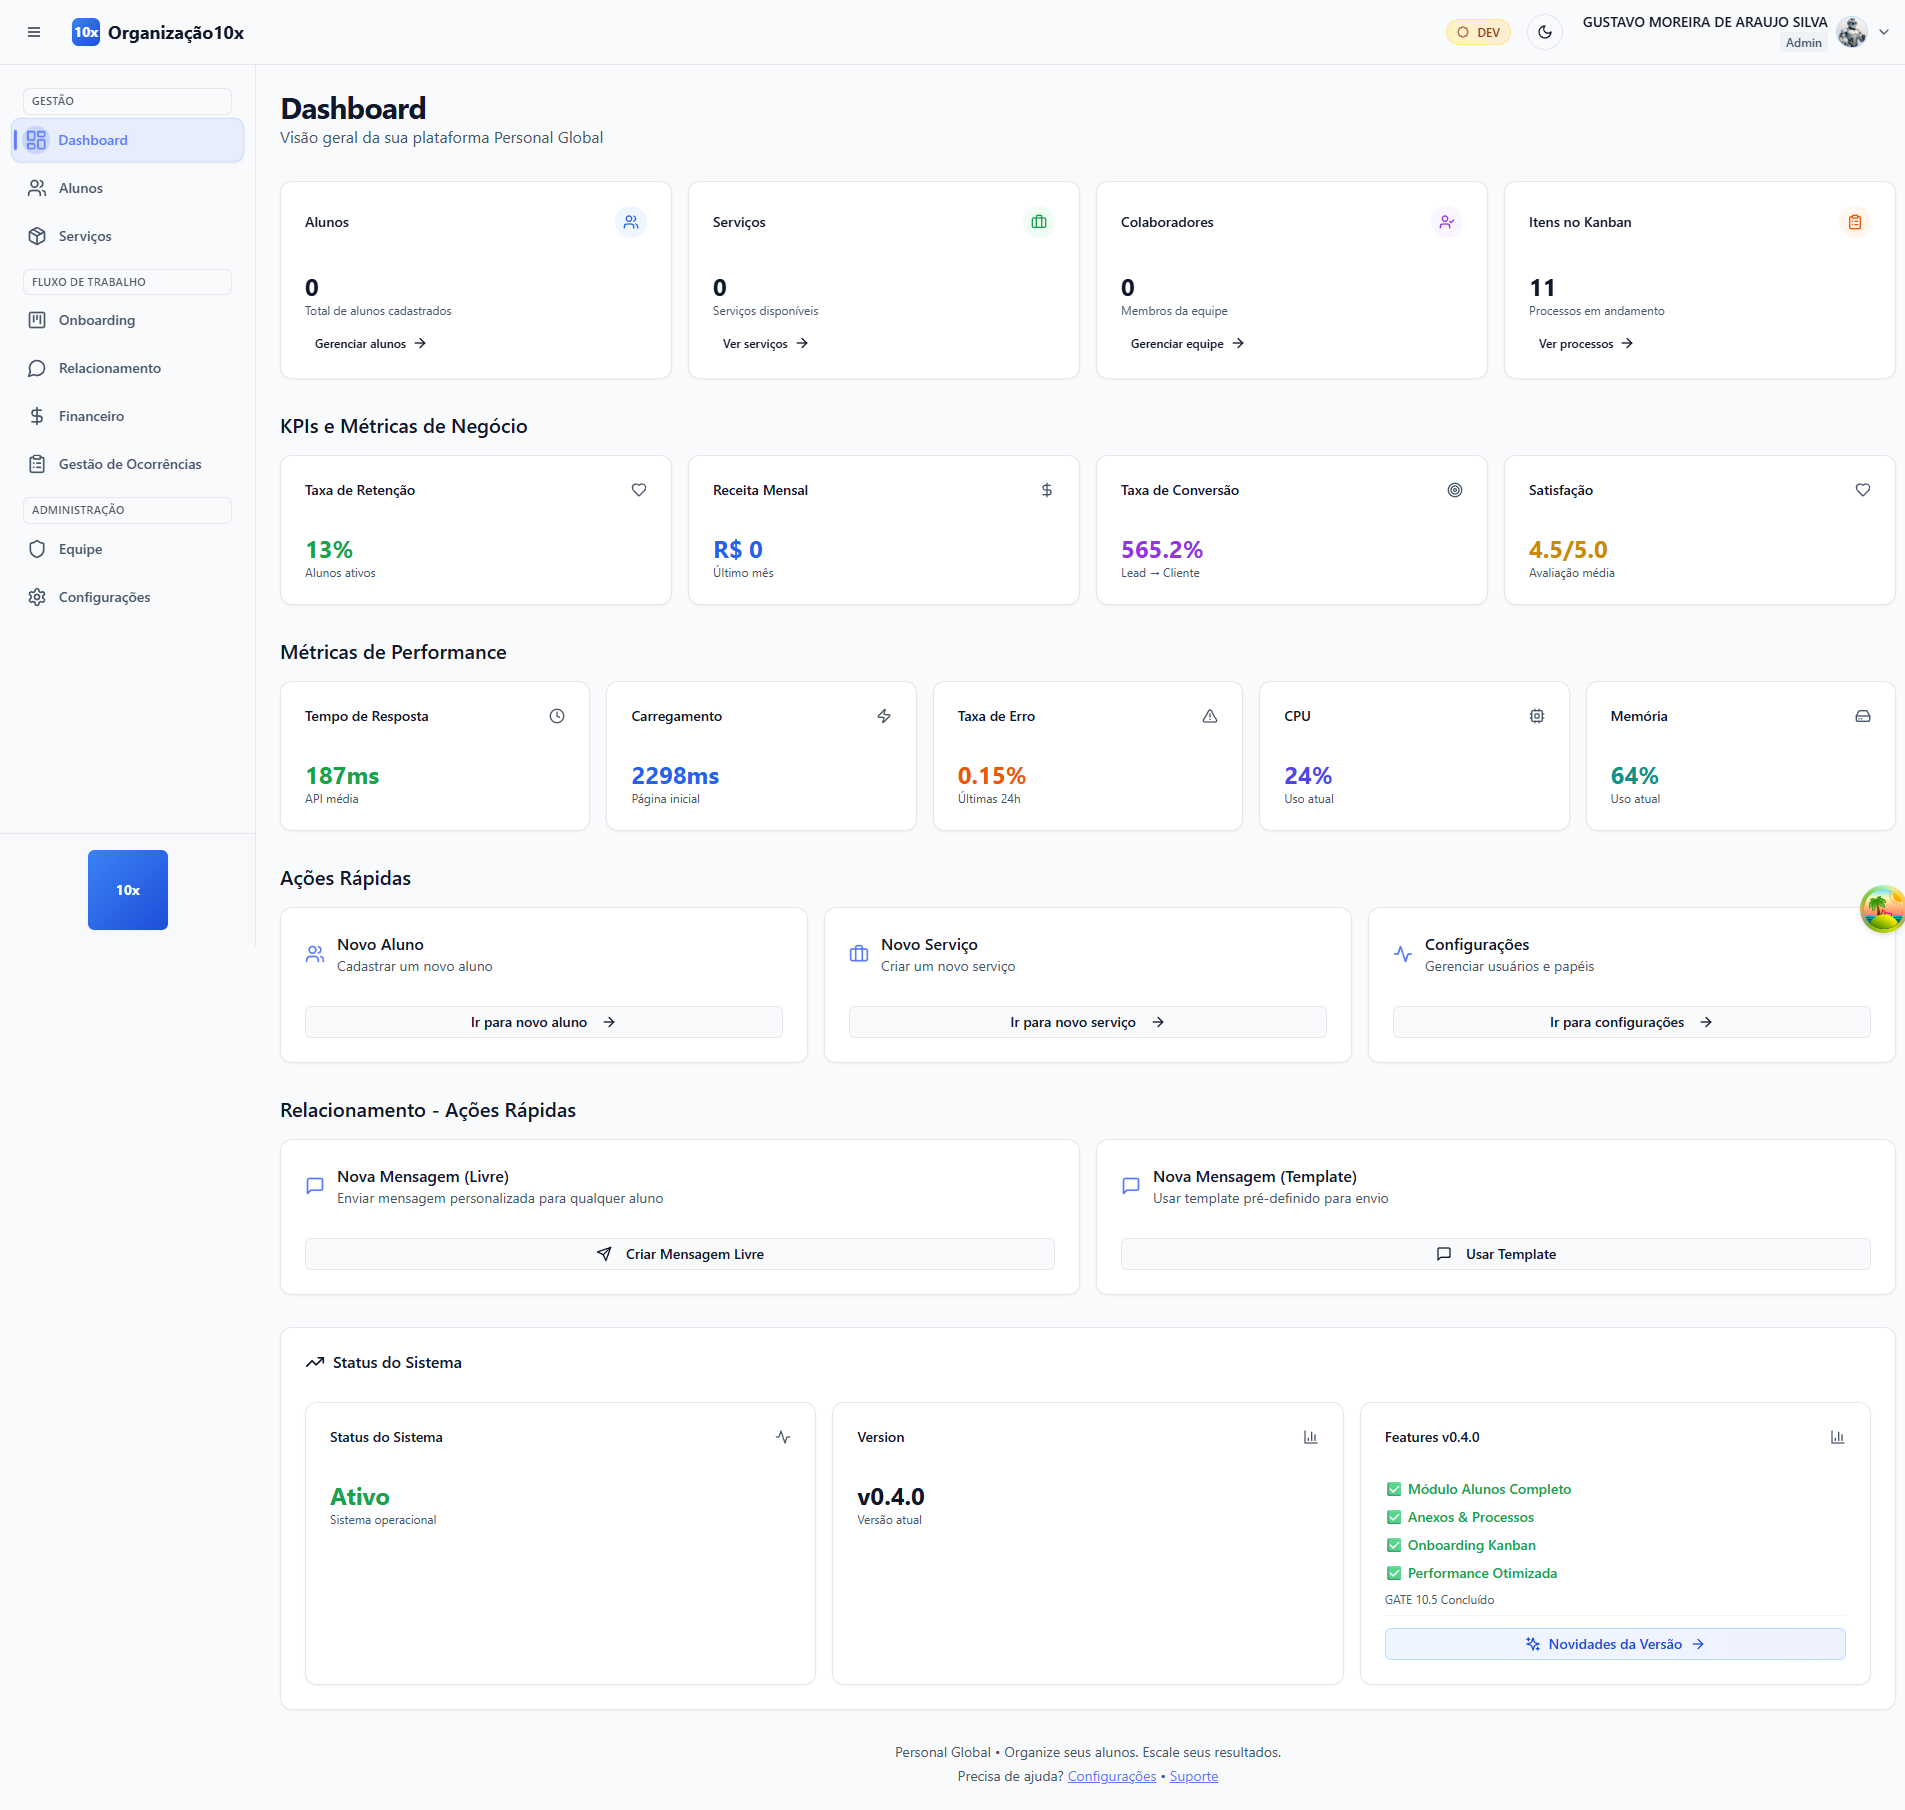 10x Organização10x
DEV
GUSTAVO MOREIRA DE ARAUJO SILVA
Admin
GESTÃO
Dashboard
Alunos
Serviços
FLUXO DE TRABALHO
Onboarding
Relacionamento
Financeiro
Gestão de Ocorrências
ADMINISTRAÇÃO
Equipe
Configurações
10x
Dashboard
Visão geral da sua plataforma Personal Global
Alunos
0
Total de alunos cadastrados
Gerenciar alunos →
Serviços
0
Serviços disponíveis
Ver serviços →
Colaboradores
0
Membros da equipe
Gerenciar equipe →
Itens no Kanban
11
Processos em andamento
Ver processos →
KPIs e Métricas de Negócio
Taxa de Retenção
13%
Alunos ativos
Receita Mensal
R$ 0
Último mês
Taxa de Conversão
565.2%
Lead → Cliente
Satisfação
4.5/5.0
Avaliação média
Métricas de Performance
Tempo de Resposta
187ms
API média
Carregamento
2298ms
Página inicial
Taxa de Erro
0.15%
Últimas 24h
CPU
24%
Uso atual
Memória
64%
Uso atual
Ações Rápidas
Novo Aluno
Cadastrar um novo aluno
Ir para novo aluno →
Novo Serviço
Criar um novo serviço
Ir para novo serviço →
Configurações
Gerenciar usuários e papéis
Ir para configurações →
Relacionamento - Ações Rápidas
Nova Mensagem (Livre)
Enviar mensagem personalizada para qualquer aluno
Criar Mensagem Livre
Nova Mensagem (Template)
Usar template pré-definido para envio
Usar Template
Status do Sistema
Status do Sistema
Ativo
Sistema operacional
Version
v0.4.0
Versão atual
Features v0.4.0
✅ Módulo Alunos Completo
✅ Anexos & Processos
✅ Onboarding Kanban
✅ Performance Otimizada
GATE 10.5 Concluído
Novidades da Versão →
Personal Global • Organize seus alunos. Escale seus resultados.
Precisa de ajuda? Configurações • Suporte